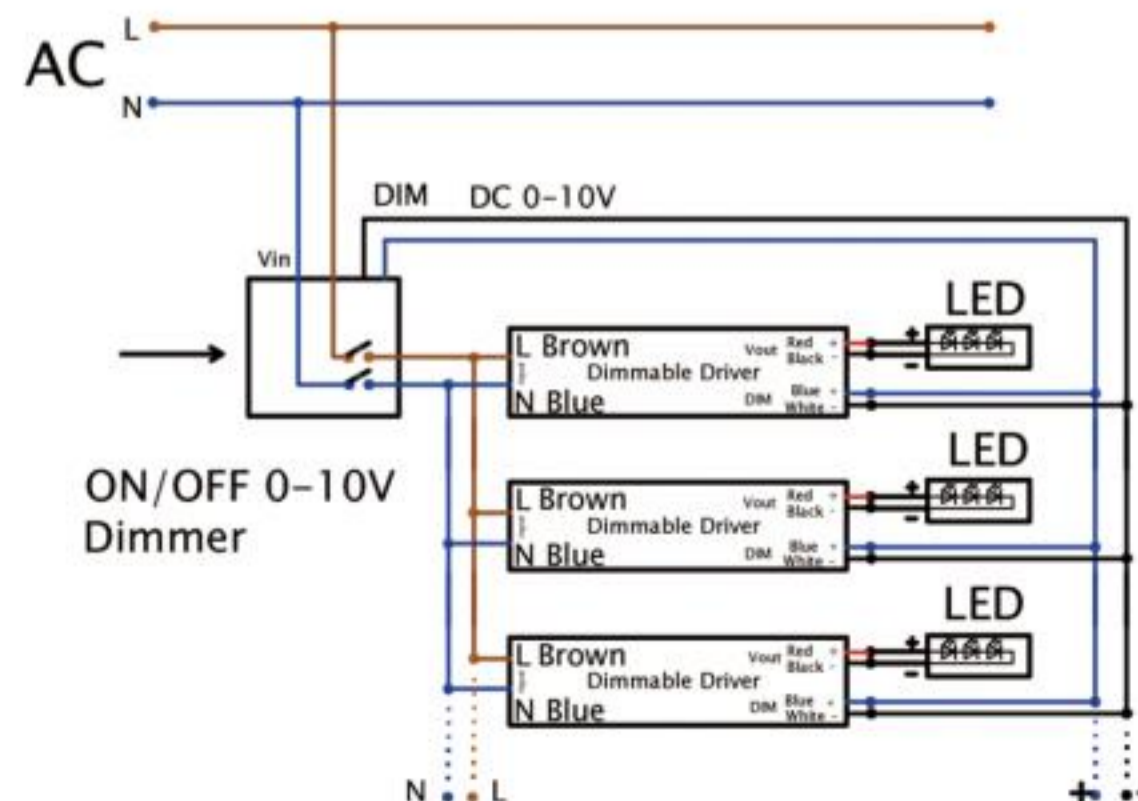 AC
L
N
DIM DC 0-10V
Vin
ON/OFF 0-10V
Dimmer
LED
L Brown
Dimmable Driver
N Blue
Vout Red +
Black -
DIM Blue +
White -
+
-
LED
L Brown
Dimmable Driver
N Blue
Vout Red +
Black -
DIM Blue +
White -
+
-
LED
L Brown
Dimmable Driver
N Blue
Vout Red +
Black -
DIM Blue +
White -
+
-
N L
+